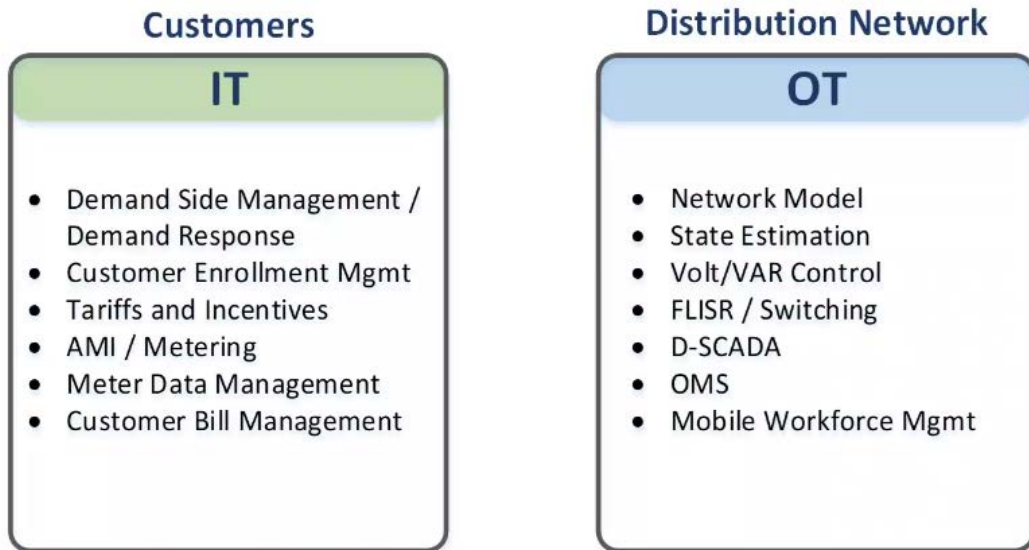 Customers
IT
• Demand Side Management /
Demand Response
• Customer Enrollment Mgmt
• Tariffs and Incentives
• AMI / Metering
• Meter Data Management
• Customer Bill Management
Distribution Network
OT
• Network Model
• State Estimation
• Volt/VAR Control
• FLISR / Switching
• D-SCADA
• OMS
• Mobile Workforce Mgmt